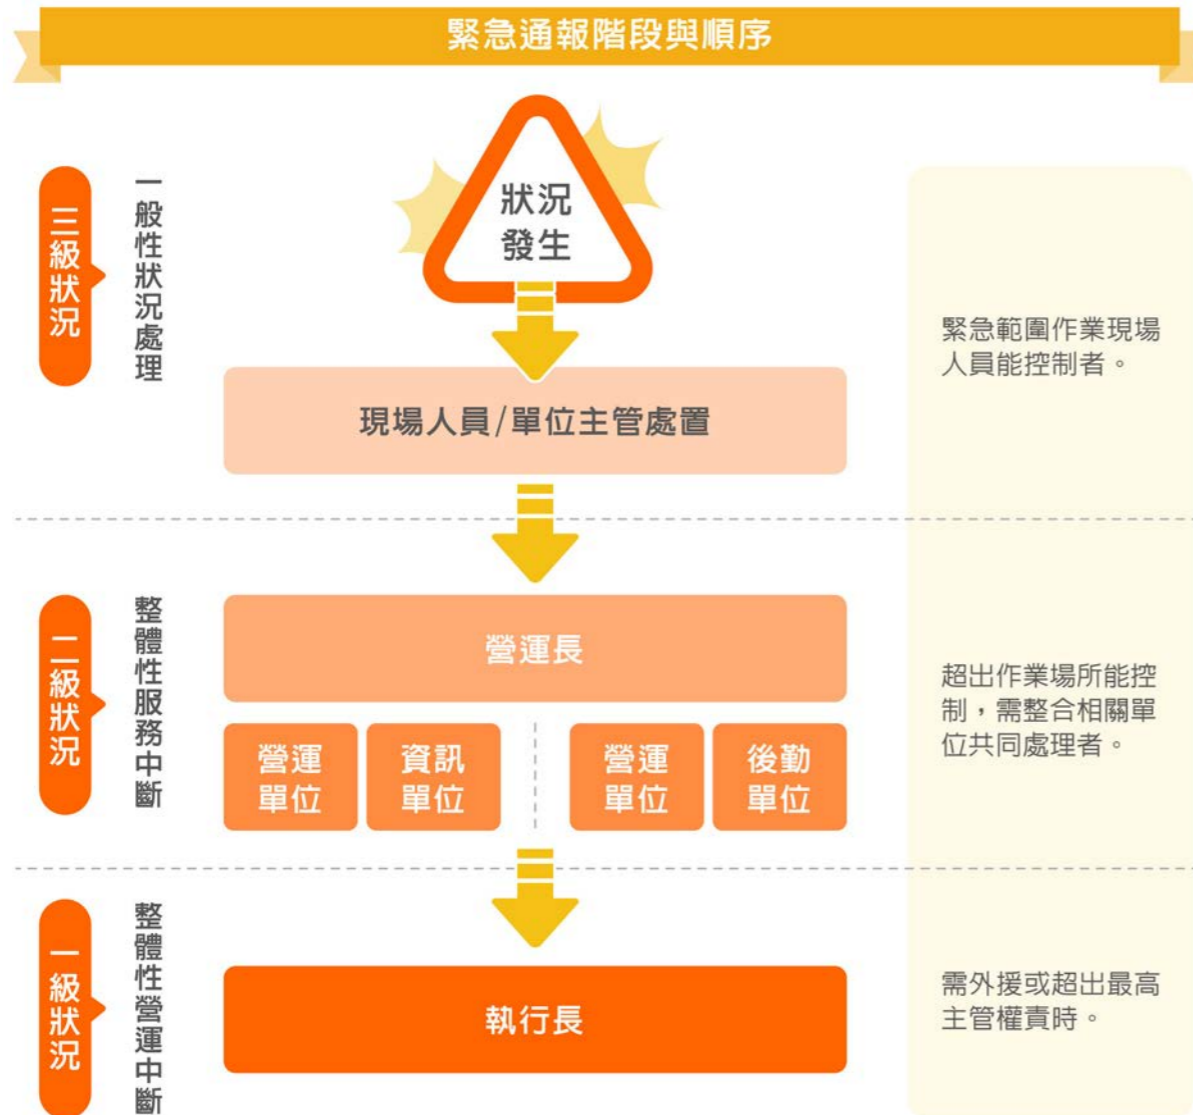 緊急通報階段與順序
三級狀況
一般性狀況處理
狀況
發生
現場人員/單位主管處置
緊急範圍作業現場
人員能控制者。
二級狀況
整體性服務中斷
營運長
營運
單位
資訊
單位
營運
單位
後勤
單位
超出作業場所能控
制，需整合相關單
位共同處理者。
一級狀況
整體性營運中斷
執行長
需外援或超出最高
主管權責時。